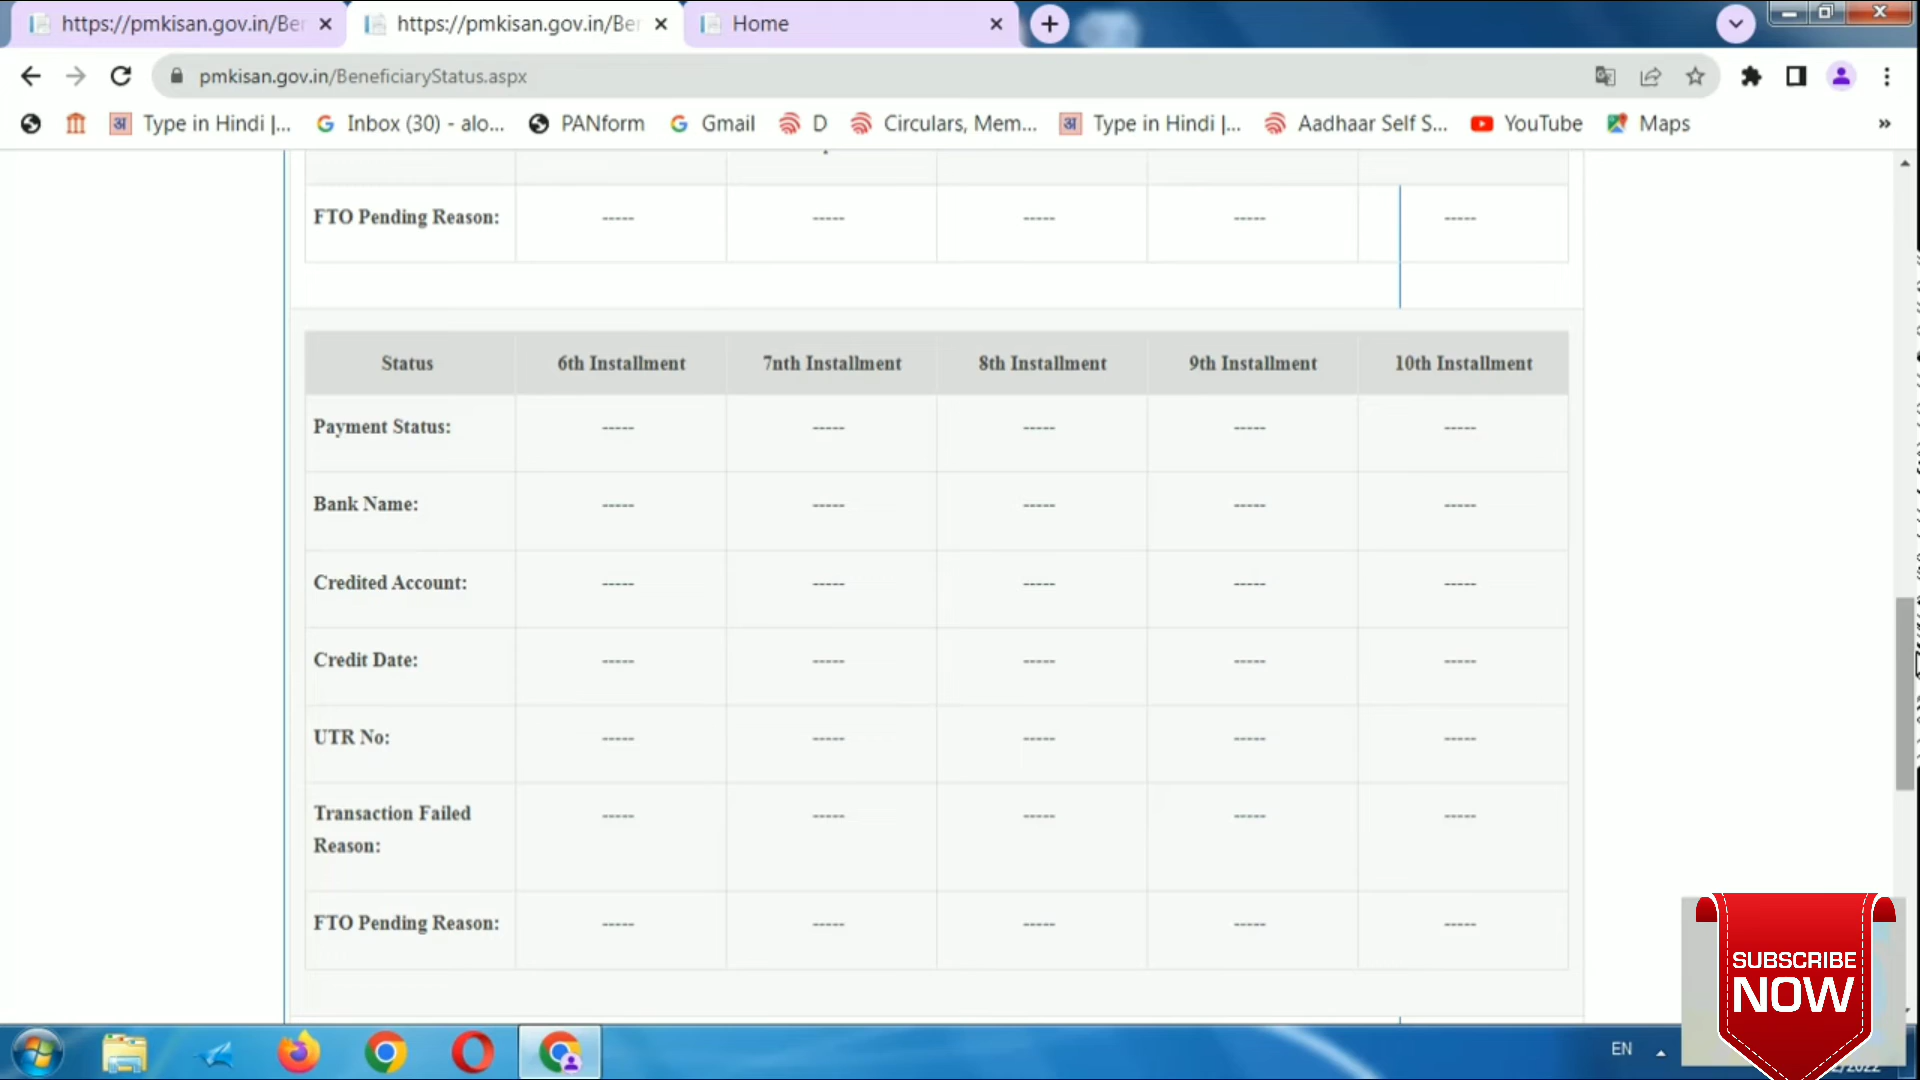 https://pmkisan.gov.in/Ber
https://pmkisan.gov.in/Ber
Home
pmkisan.gov.in/BeneficiaryStatus.aspx
अ Type in Hindi |...
Inbox (30) - alo...
PANform
Gmail
D
Circulars, Mem...
अ Type in Hindi |...
Aadhaar Self S...
YouTube
Maps
»
FTO Pending Reason: ----- ----- ----- ----- -----
Status 6th Installment 7nth Installment 8th Installment 9th Installment 10th Installment
Payment Status: ----- ----- ----- ----- -----
Bank Name: ----- ----- ----- ----- -----
Credited Account: ----- ----- ----- ----- -----
Credit Date: ----- ----- ----- ----- -----
UTR No: ----- ----- ----- ----- -----
Transaction Failed ----- ----- ----- ----- -----
Reason:
FTO Pending Reason: ----- ----- ----- ----- -----
SUBSCRIBE
NOW
EN